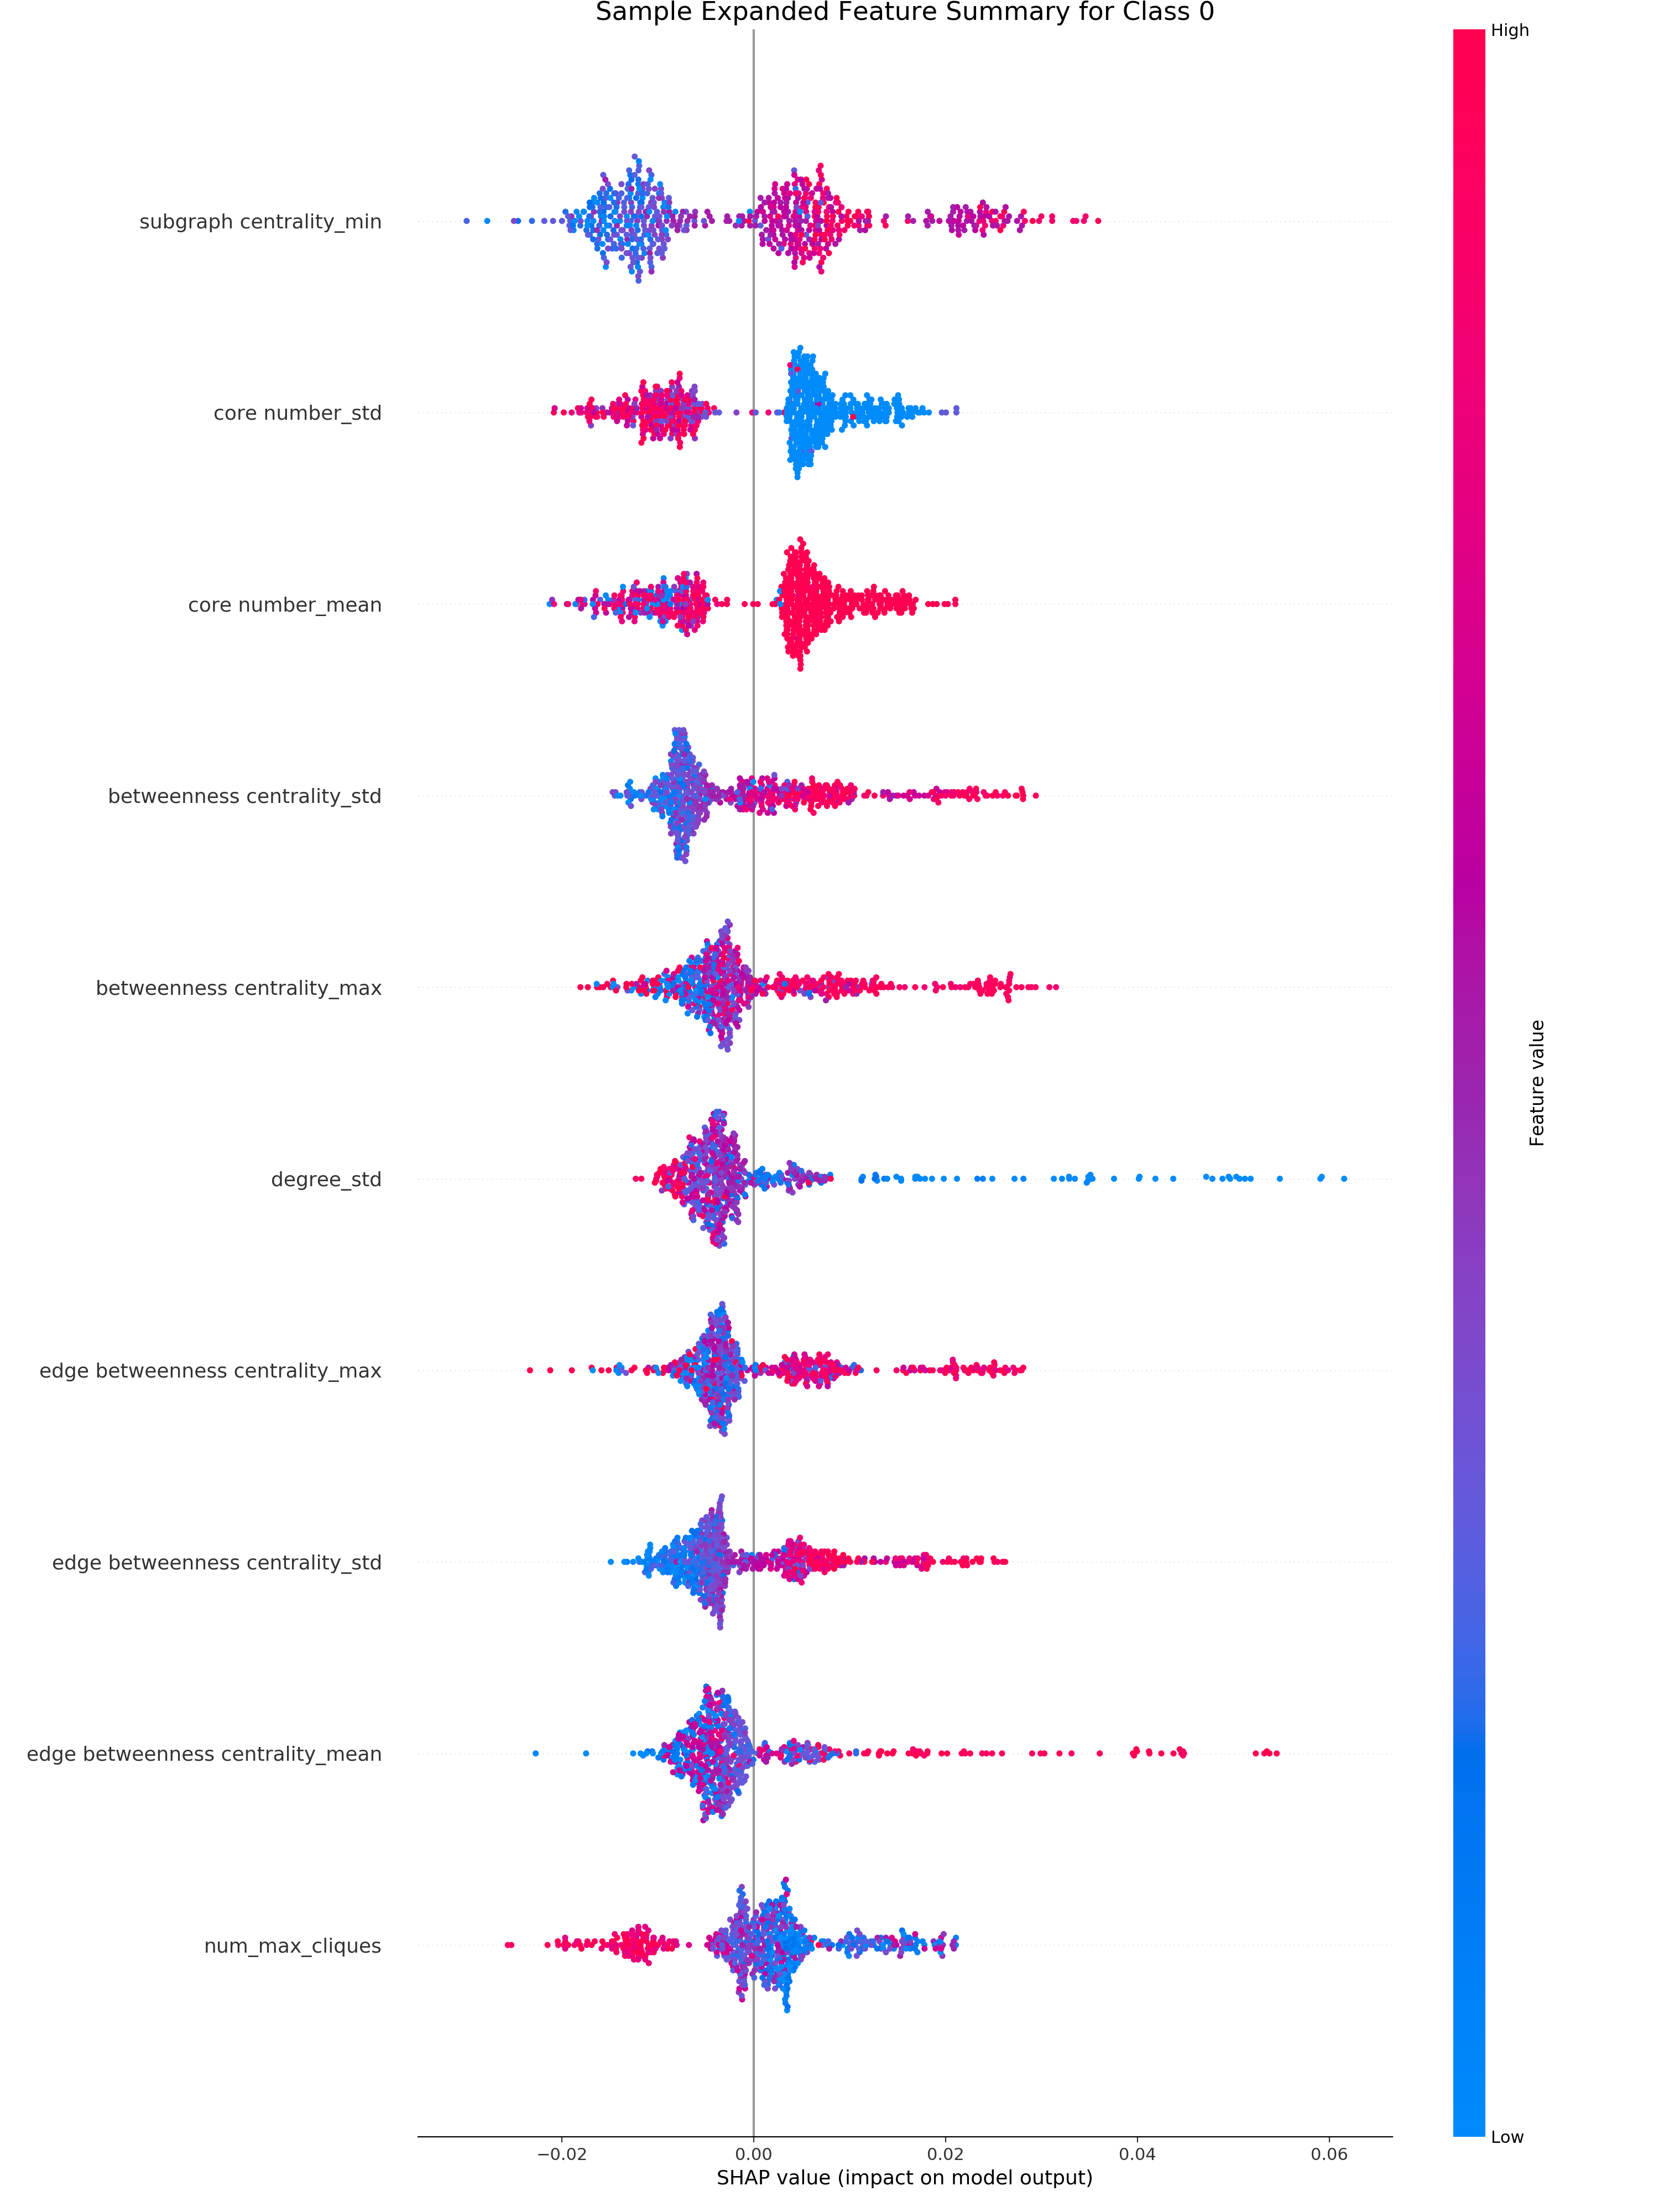 Sample Expanded Feature Summary for Class 0
High
subgraph centrality_min
core number_std
core number_mean
betweenness centrality_std
betweenness centrality_max
degree_std
edge betweenness centrality_max
edge betweenness centrality_std
edge betweenness centrality_mean
num_max_cliques
Feature value
Low
−0.02 0.00 0.02 0.04 0.06
SHAP value (impact on model output)